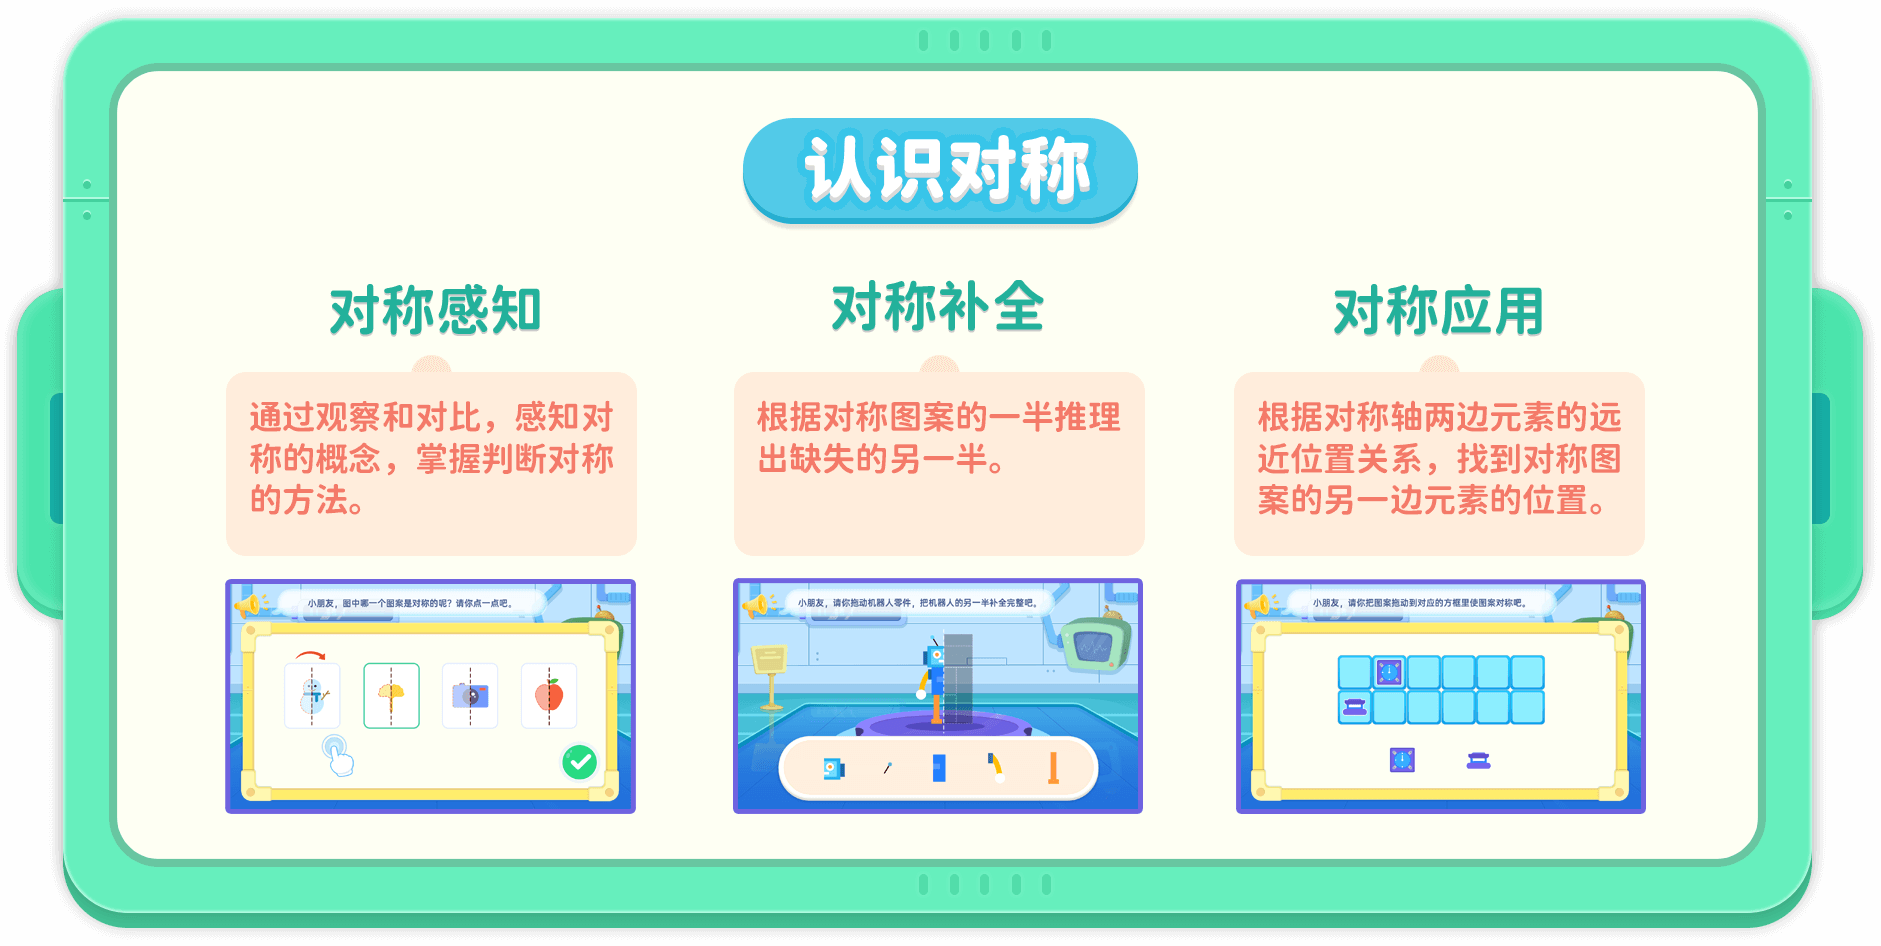 认识对称
对称感知
通过观察和对比，感知对
称的概念，掌握判断对称
的方法。
小朋友，图中哪一个图案是对称的呢？请你点一点吧。
对称补全
根据对称图案的一半推理
出缺失的另一半。
小朋友，请你拖动机器人零件，把机器人的另一半补全完整吧。
对称应用
根据对称轴两边元素的远
近位置关系，找到对称图
案的另一边元素的位置。
小朋友，请你把图案拖动到对应的方框里使图案对称吧。